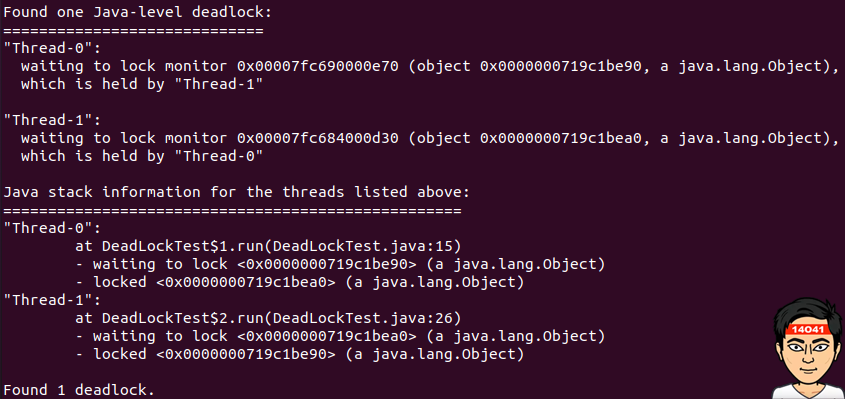 Found one Java-level deadlock:
=============================
"Thread-0":
  waiting to lock monitor 0x00007fc690000e70 (object 0x0000000719c1be90, a java.lang.Object),
  which is held by "Thread-1"

"Thread-1":
  waiting to lock monitor 0x00007fc684000d30 (object 0x0000000719c1bea0, a java.lang.Object),
  which is held by "Thread-0"

Java stack information for the threads listed above:
===================================================
"Thread-0":
        at DeadLockTest$1.run(DeadLockTest.java:15)
        - waiting to lock <0x0000000719c1be90> (a java.lang.Object)
        - locked <0x0000000719c1bea0> (a java.lang.Object)
"Thread-1":
        at DeadLockTest$2.run(DeadLockTest.java:26)
        - waiting to lock <0x0000000719c1bea0> (a java.lang.Object)
        - locked <0x0000000719c1be90> (a java.lang.Object)

Found 1 deadlock.
14041